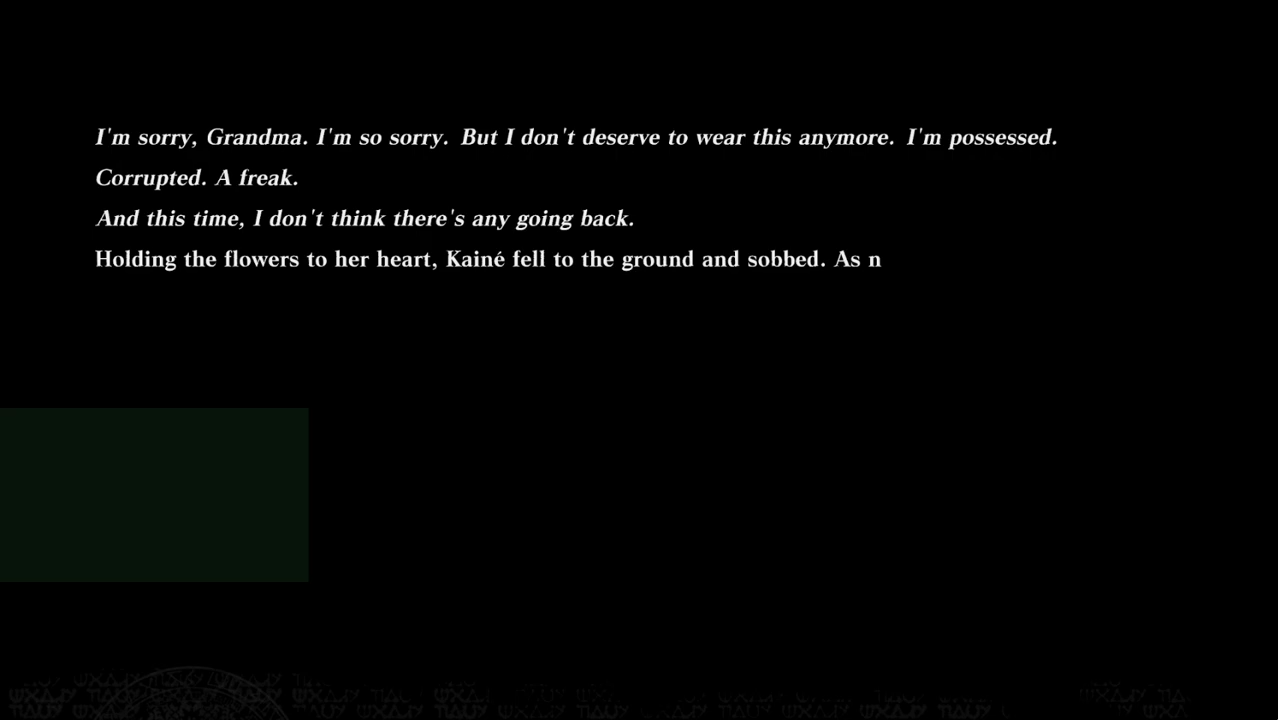 I'm sorry, Grandma. I'm so sorry. But I don't deserve to wear this anymore. I'm possessed.
Corrupted. A freak.
And this time, I don't think there's any going back.
Holding the flowers to her heart, Kainé fell to the ground and sobbed. As n